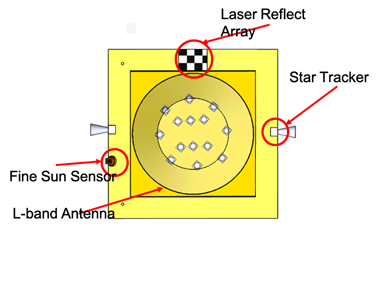 Laser Reflect
Array
Star Tracker
Fine Sun Sensor
L-band Antenna